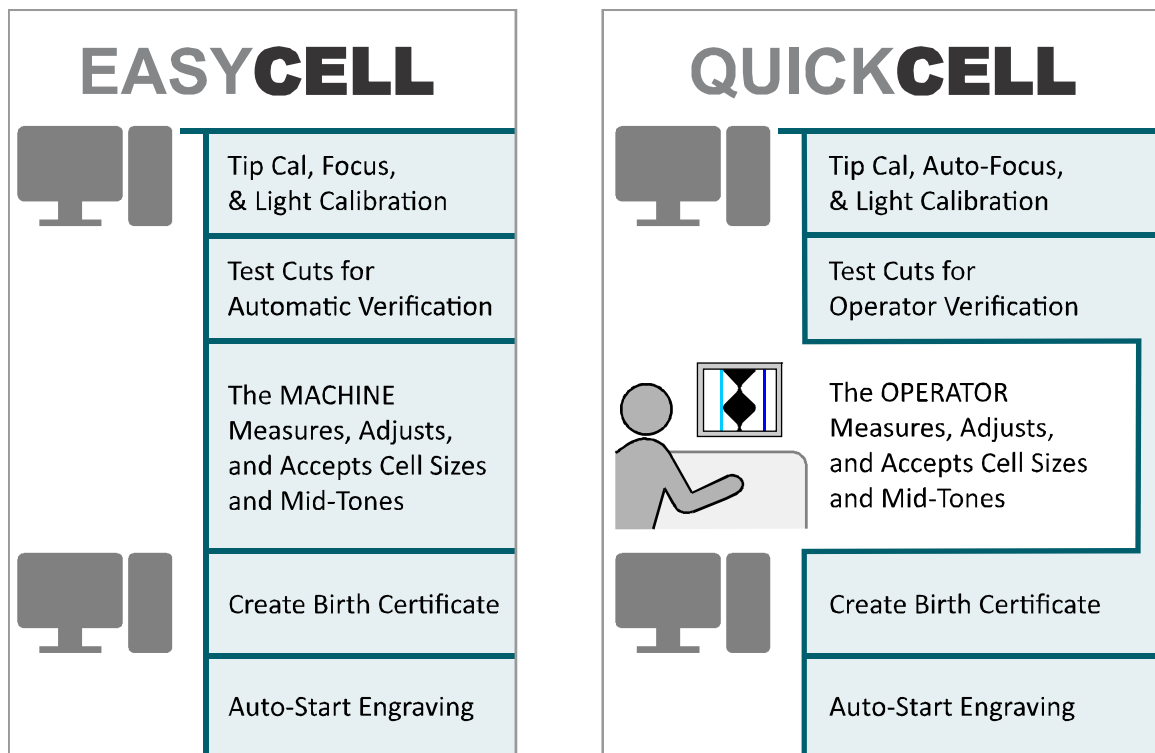 EASYCELL
Tip Cal, Focus,
& Light Calibration
Test Cuts for
Automatic Verification
The MACHINE
Measures, Adjusts,
and Accepts Cell Sizes
and Mid-Tones
Create Birth Certificate
Auto-Start Engraving
QUICKCELL
Tip Cal, Auto-Focus,
& Light Calibration
Test Cuts for
Operator Verification
The OPERATOR
Measures, Adjusts,
and Accepts Cell Sizes
and Mid-Tones
Create Birth Certificate
Auto-Start Engraving